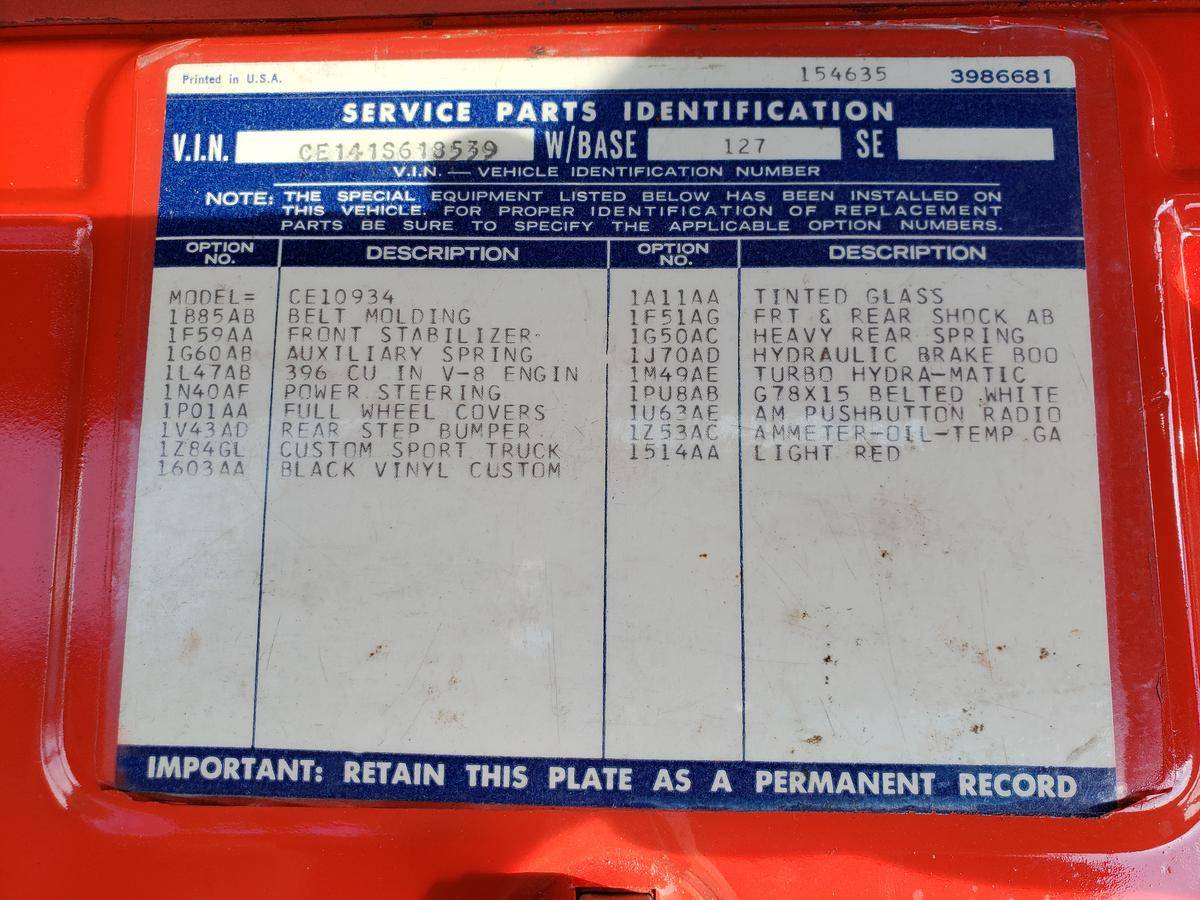 Printed in U.S.A. 154635 3986681
SERVICE PARTS IDENTIFICATION
V.I.N. CE141S618539 W/BASE 127 SE
V.I.N. — VEHICLE IDENTIFICATION NUMBER
NOTE: THE SPECIAL EQUIPMENT LISTED BELOW HAS BEEN INSTALLED ON
THIS VEHICLE. FOR PROPER IDENTIFICATION OF REPLACEMENT
PARTS BE SURE TO SPECIFY THE APPLICABLE OPTION NUMBERS.
OPTION NO. DESCRIPTION OPTION NO. DESCRIPTION
MODEL= CE10934 1A11AA TINTED GLASS
1B85AB BELT MOLDING 1F51AG FRT & REAR SHOCK AB
1F59AA FRONT STABILIZER 1G50AC HEAVY REAR SPRING
1G60AB AUXILIARY SPRING 1J70AD HYDRAULIC BRAKE BOO
1L47AB 396 CU IN V-8 ENGIN 1M49AE TURBO HYDRA-MATIC
1N40AF POWER STEERING 1PU8AB G78X15 BELTED WHITE
1P01AA FULL WHEEL COVERS 1U63AE AM PUSHBUTTON RADIO
1V43AD REAR STEP BUMPER 1Z53AC AMMETER-OIL-TEMP GA
1Z84GL CUSTOM SPORT TRUCK 1514AA LIGHT RED
1603AA BLACK VINYL CUSTOM
IMPORTANT: RETAIN THIS PLATE AS A PERMANENT RECORD